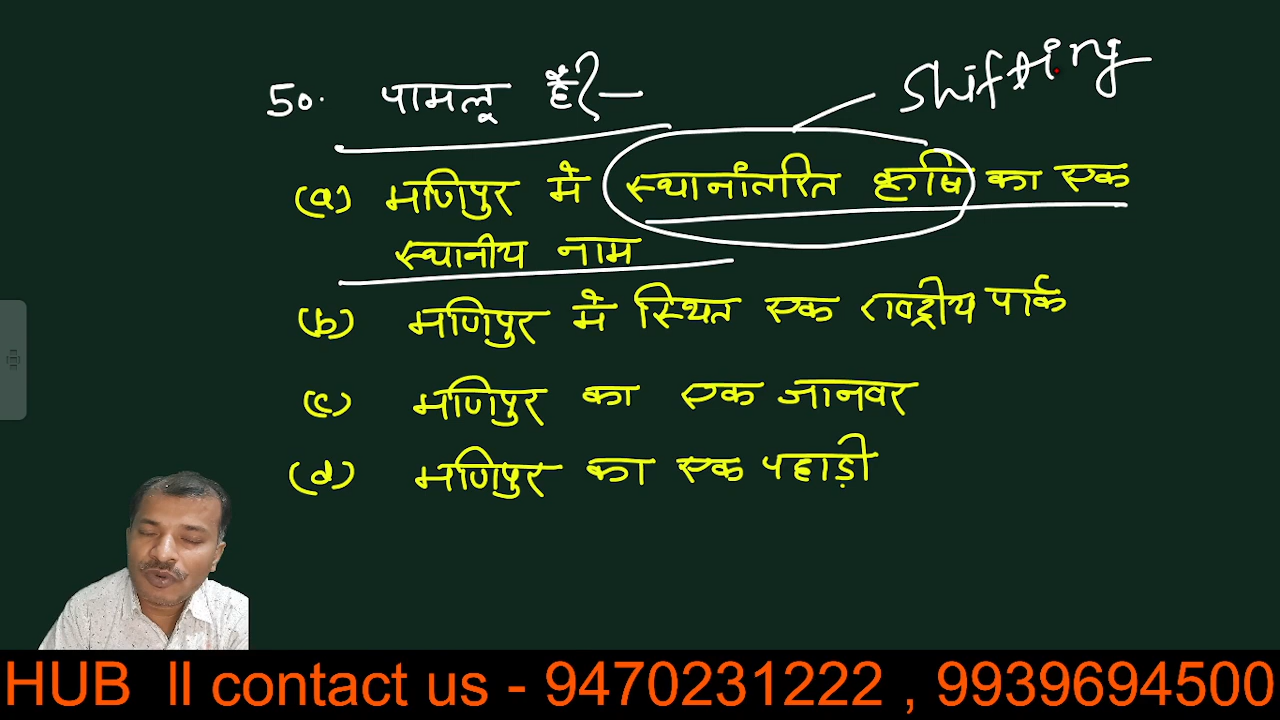 50. पामलू है?— Shifting
(a) मणिपुर में स्थानांतरित कृषि का एक
स्थानीय नाम
(b) मणिपुर में स्थित एक राष्ट्रीय पार्क
(c) मणिपुर का एक जानवर
(d) मणिपुर का एक पहाड़ी
HUB ll contact us - 9470231222 , 9939694500